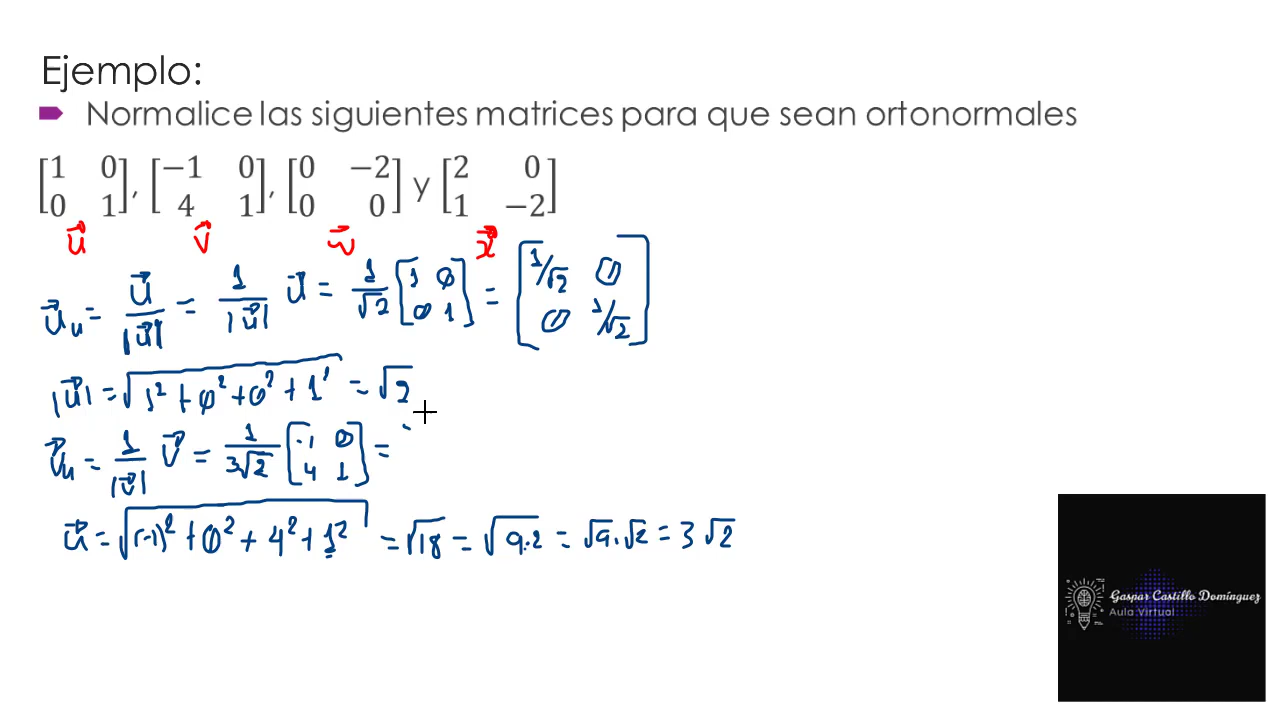 Ejemplo:
Normalice las siguientes matrices para que sean ortonormales
[1 0; 0 1], [−1 0; 4 1], [0 −2; 0 0] y [2 0; 1 −2]
u⃗ v⃗ w⃗ x⃗
u⃗ᵤ = u⃗/|u⃗| = 1/|u⃗| u⃗ = 1/√2 [1 0; 0 1] = [1/√2 0; 0 1/√2]
|u⃗| = √(1² + 0² + 0² + 1²) = √2
v⃗ᵤ = 1/|v⃗| v⃗ = 1/(3√2) [-1 0; 4 1] =
u⃗ = √((-1)² + 0² + 4² + 1²) = √18 = √(9·2) = √9·√2 = 3√2
Gaspar Castillo Domínguez
Aula Virtual